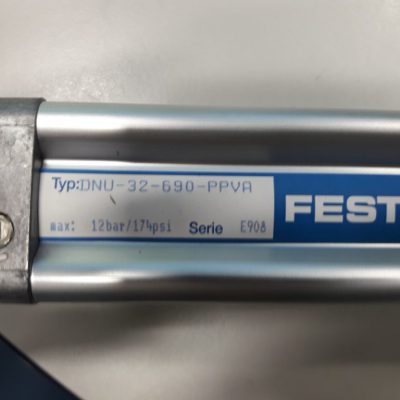 Typ:DNU-32-690-PPVA
max: 12bar/174psi Serie E908
FEST